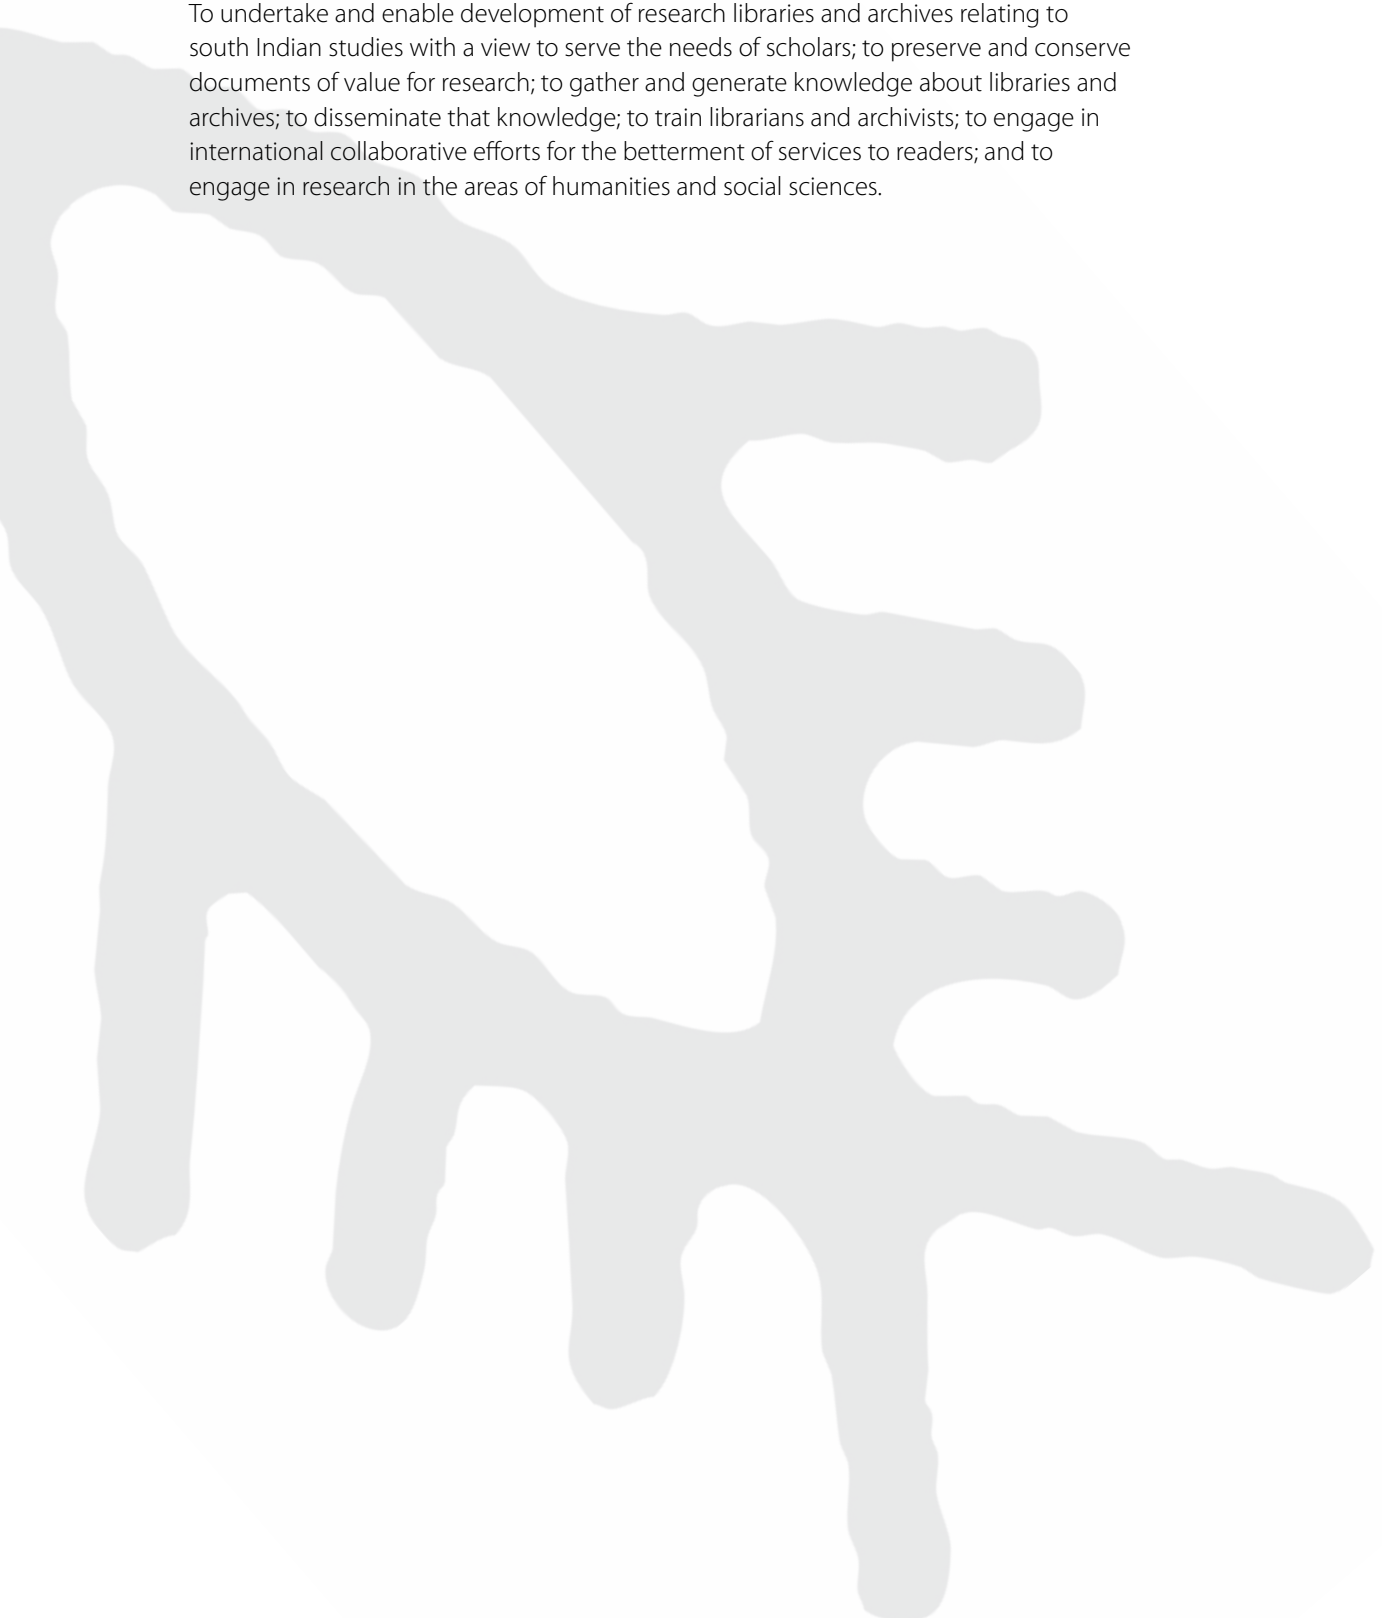 To undertake and enable development of research libraries and archives relating to
south Indian studies with a view to serve the needs of scholars; to preserve and conserve
documents of value for research; to gather and generate knowledge about libraries and
archives; to disseminate that knowledge; to train librarians and archivists; to engage in
international collaborative efforts for the betterment of services to readers; and to
engage in research in the areas of humanities and social sciences.